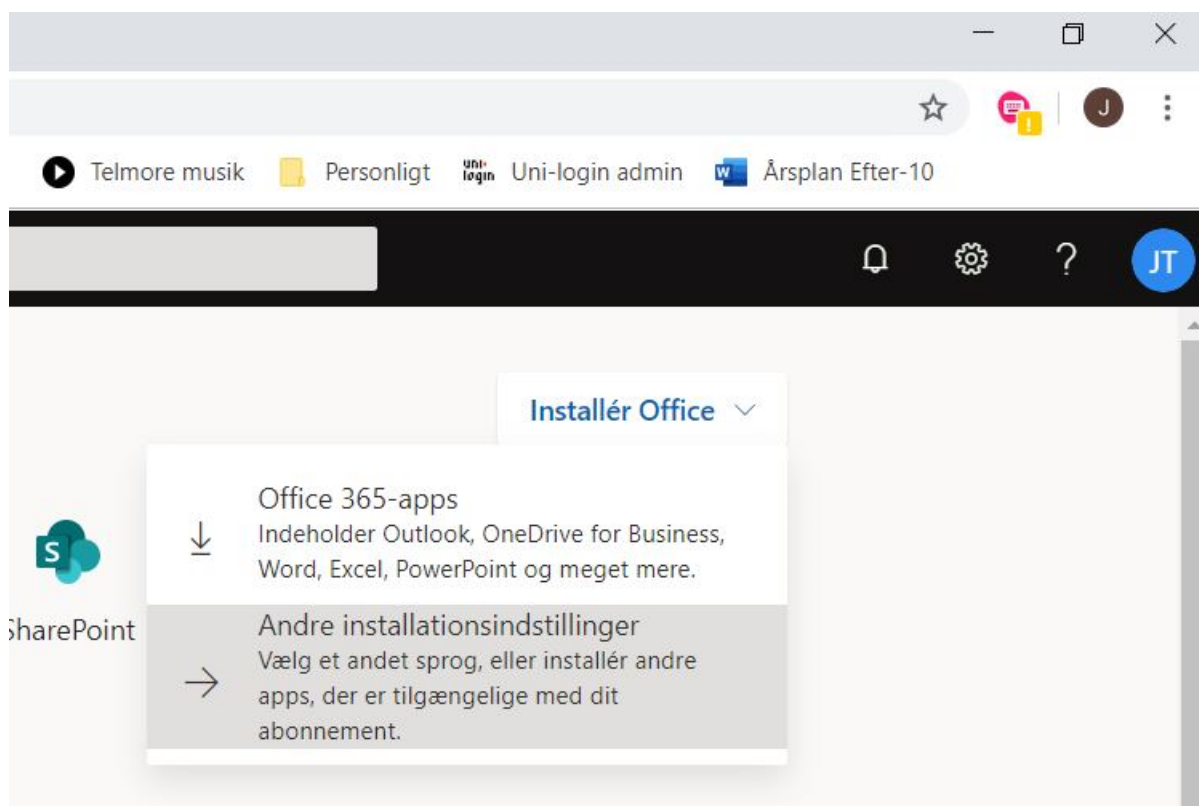 J
Telmore musik Personligt uni-login Uni-login admin W Årsplan Efter-10
? JT
Installér Office
Office 365-apps
Indeholder Outlook, OneDrive for Business,
Word, Excel, PowerPoint og meget mere.
S
SharePoint
Andre installationsindstillinger
Vælg et andet sprog, eller installér andre
apps, der er tilgængelige med dit
abonnement.